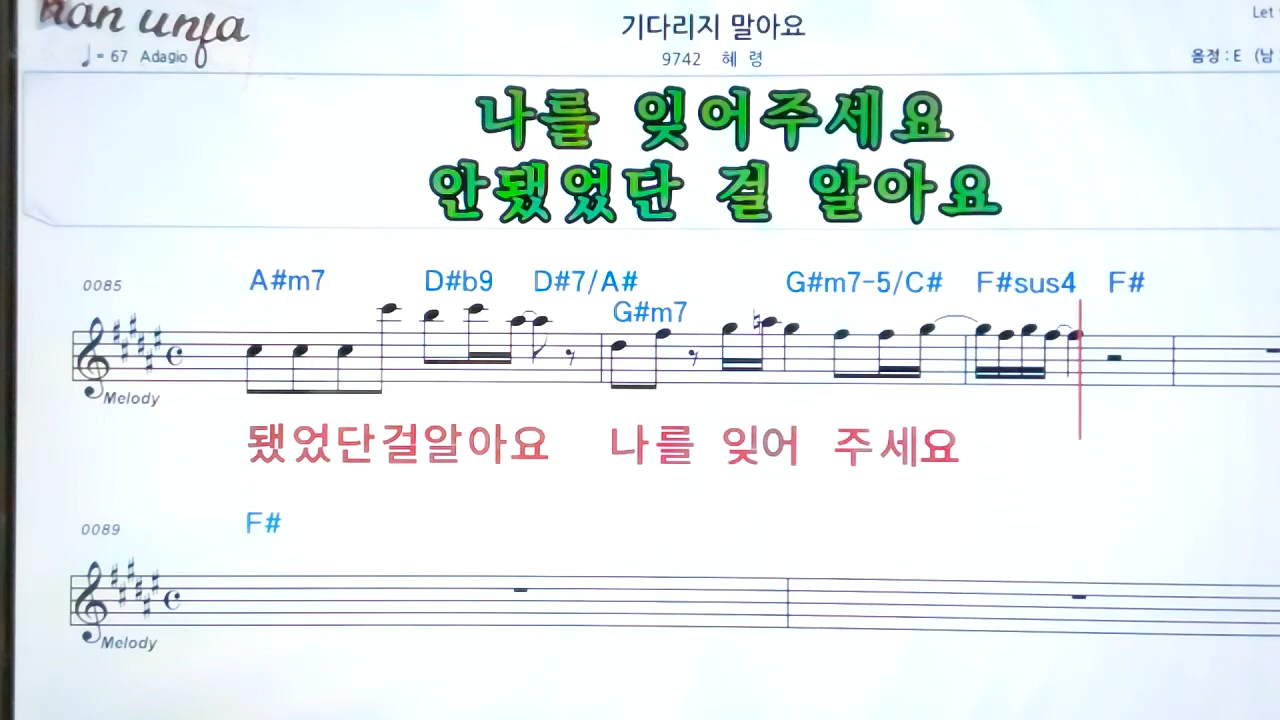 han unfa
기다리지 말아요
Let
♩= 67 Adagio
9742 혜 령
음정 : E (남
나를 잊어주세요
안됐었단 걸 알아요
0085
A#m7 D#b9 D#7/A# G#m7 G#m7-5/C# F#sus4 F#
Melody
됐었단걸알아요 나를 잊어 주세요
0089
F#
Melody